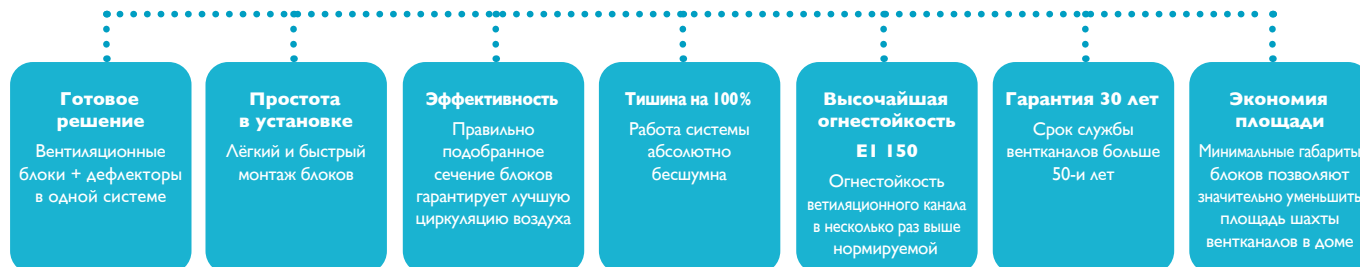 Готовое
решение
Вентиляционные
блоки + дефлекторы
в одной системе
Простота
в установке
Лёгкий и быстрый
монтаж блоков
Эффективность
Правильно
подобранное
сечение блоков
гарантирует лучшую
циркуляцию воздуха
Тишина на 100%
Работа системы
абсолютно
бесшумна
Высочайшая
огнестойкость
EI 150
Огнестойкость
ветиляционного канала
в несколько раз выше
нормируемой
Гарантия 30 лет
Срок службы
вентканалов больше
50-и лет
Экономия
площади
Минимальные габариты
блоков позволяют
значительно уменьшить
площадь шахты
вентканалов в доме